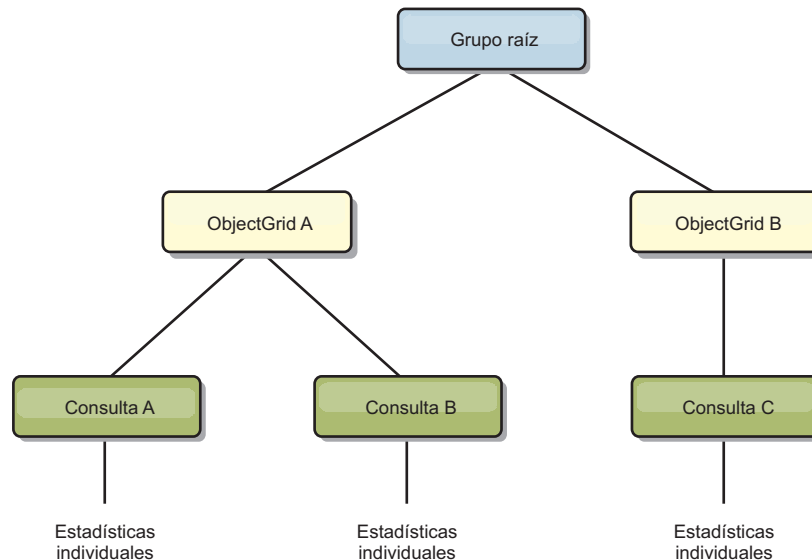 Grupo raíz
ObjectGrid A
ObjectGrid B
Consulta A
Consulta B
Consulta C
Estadísticas
individuales
Estadísticas
individuales
Estadísticas
individuales